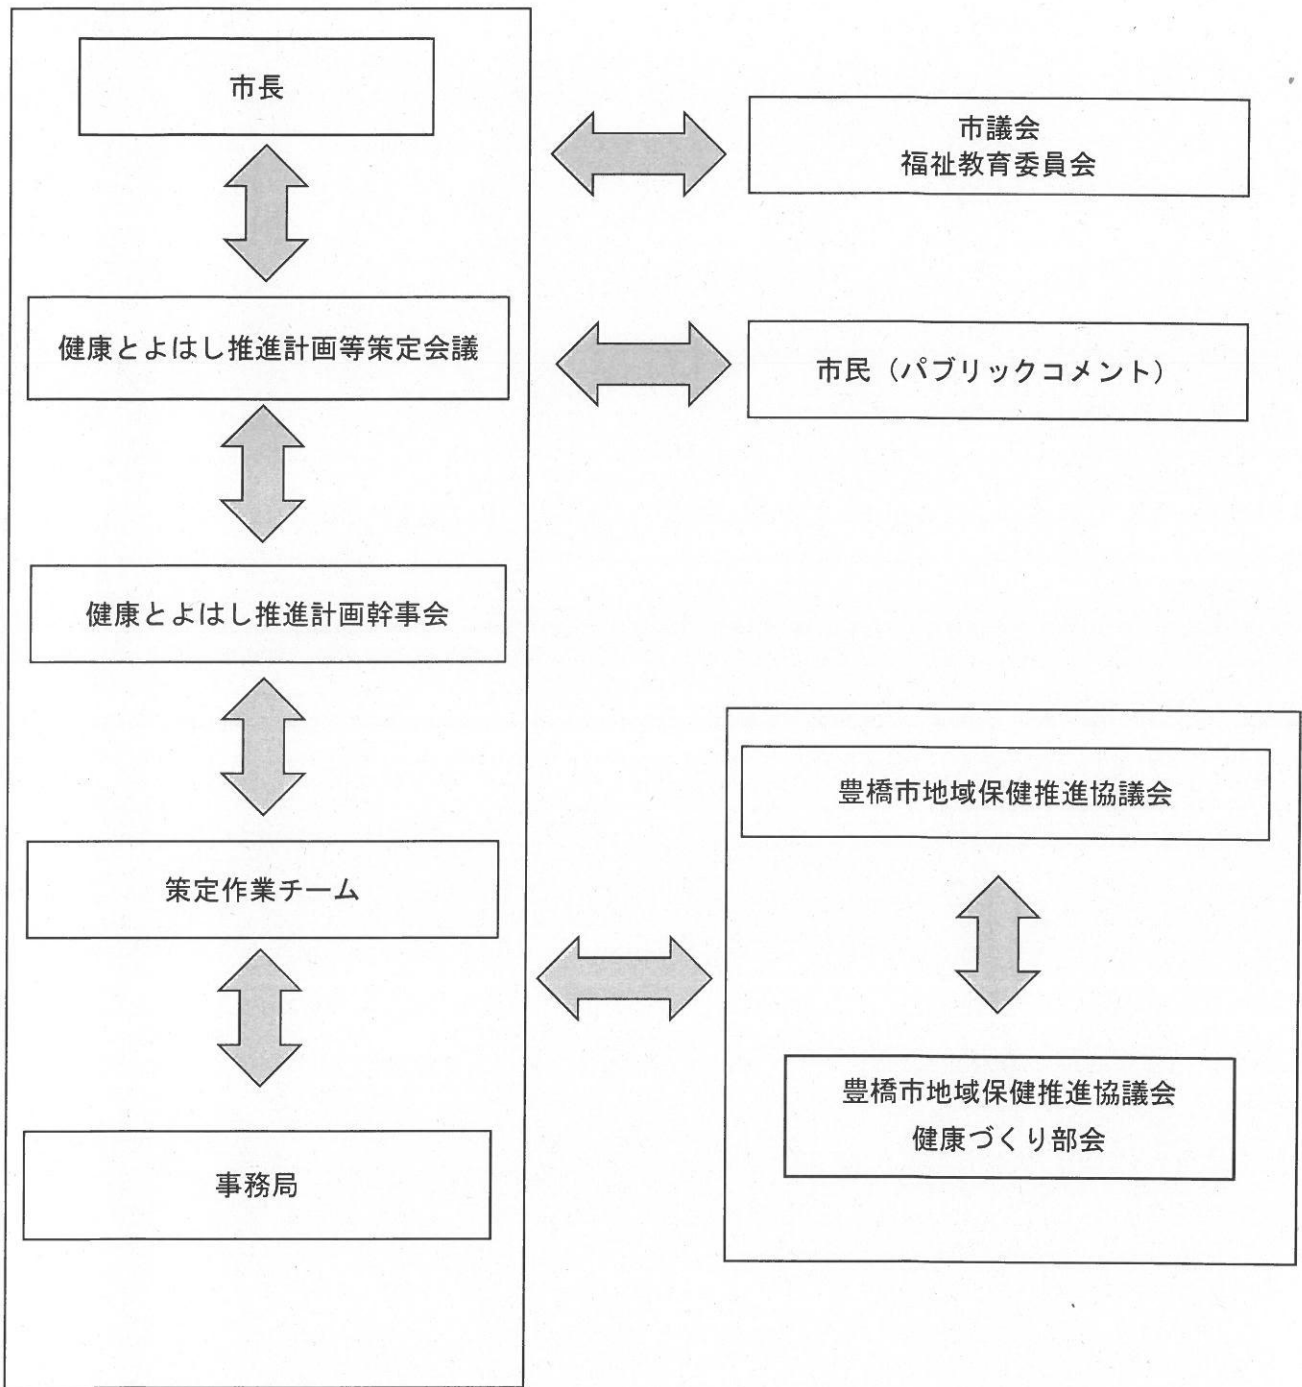 市長
市議会
福祉教育委員会
健康とよはし推進計画等策定会議
市民（パブリックコメント）
健康とよはし推進計画幹事会
豊橋市地域保健推進協議会
策定作業チーム
豊橋市地域保健推進協議会
健康づくり部会
事務局